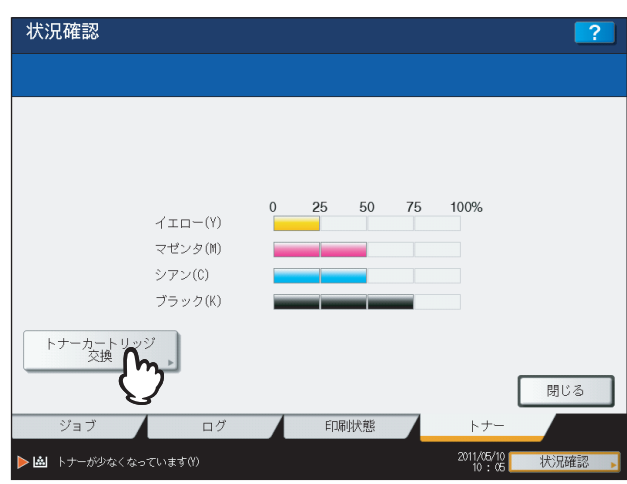 状況確認
?
0 25 50 75 100%
イエロー(Y)
マゼンタ(M)
シアン(C)
ブラック(K)
トナーカートリッジ
交換
閉じる
ジョブ ログ 印刷状態 トナー
トナーが少なくなっています(Y)
2011/05/10
10 : 05
状況確認